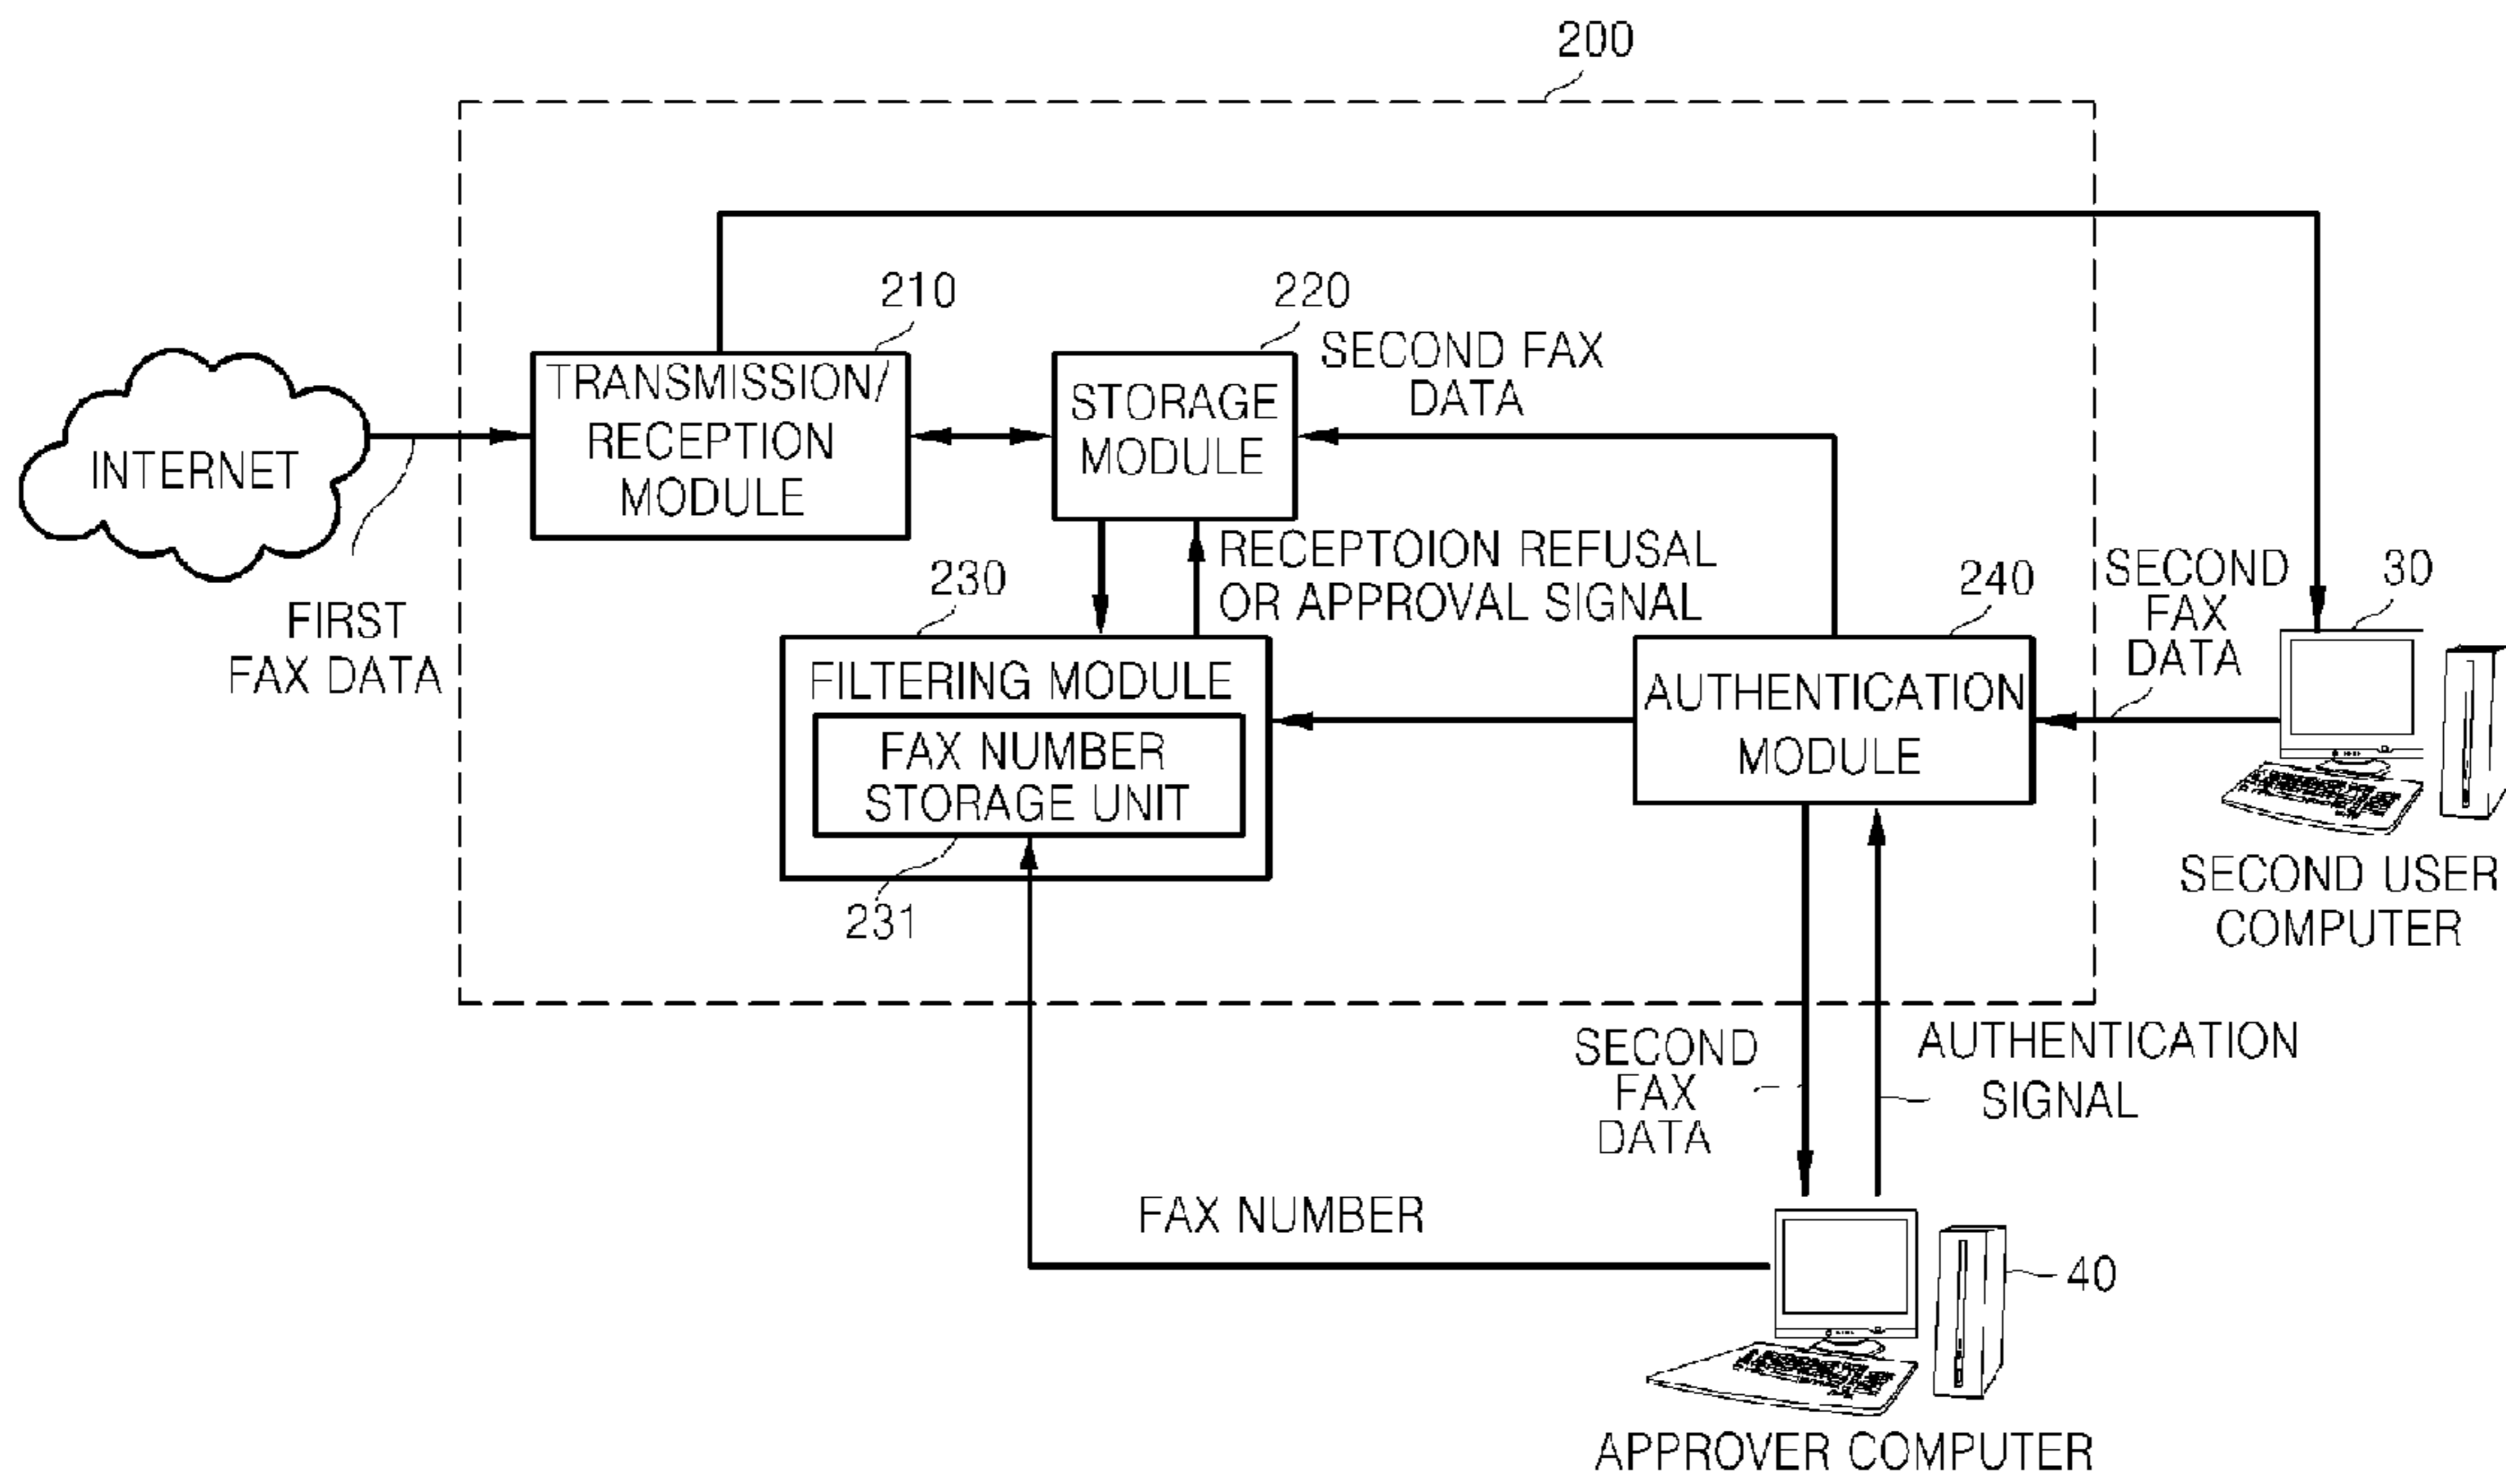 200
210
220
SECOND FAX
DATA
TRANSMISSION/
RECEPTION
MODULE
STORAGE
MODULE
INTERNET
FIRST
FAX DATA
RECEPTOION REFUSAL
OR APPROVAL SIGNAL
230
240
SECOND
FAX
DATA
30
FILTERING MODULE
FAX NUMBER
STORAGE UNIT
231
AUTHENTICATION
MODULE
SECOND USER
COMPUTER
SECOND
FAX
DATA
AUTHENTICATION
SIGNAL
FAX NUMBER
40
APPROVER COMPUTER